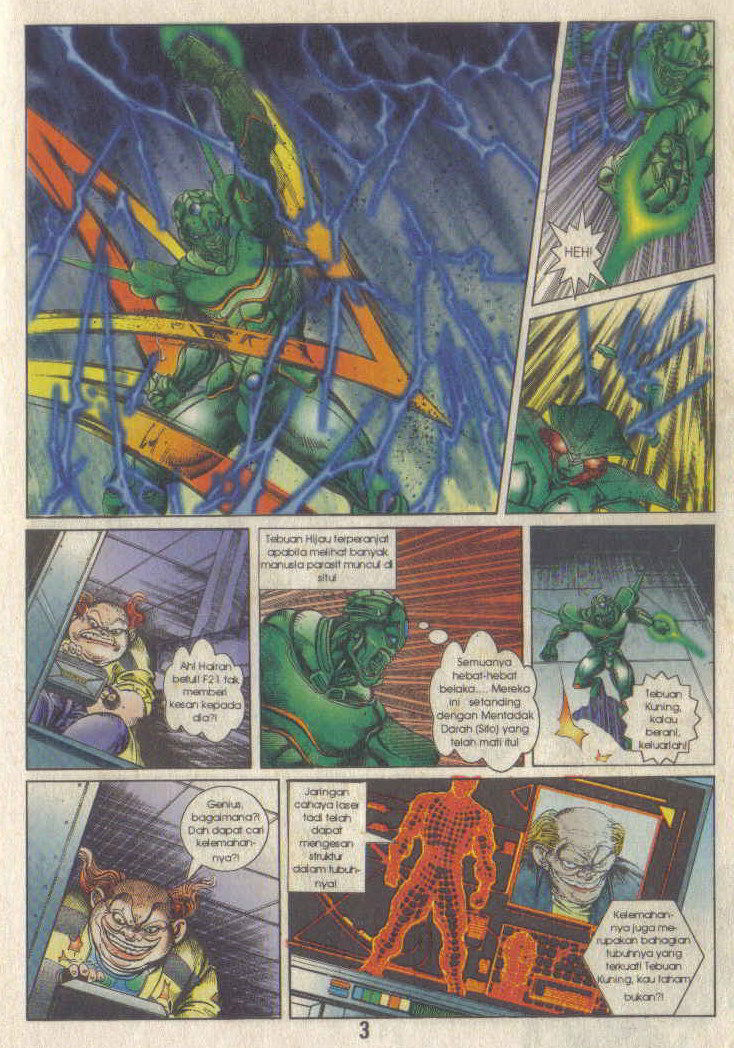 HEH!
Tebuan Hijau terperanjat
apabila melihat banyak
manusia parasit muncul di
situ!
Ah! Hairan
betul! F21 tak
memberi
kesan kepada
dia?!
Semuanya
hebat-hebat
belaka.... Mereka
ini setanding
dengan Mentadak
Darah (Sifo) yang
telah mati itu!
Tebuan
Kuning,
kalau
berani,
keluarlah!
Genius,
bagaimana?!
Dah dapat cari
kelemahan-
nya?!
Jaringan
cahaya laser
tadi telah
dapat
mengesan
struktur
dalam tubuh-
nya!
Kelemahan-
nya juga me-
rupakan bahagian
tubuhnya yang
terkuat! Tebuan
Kuning, kau faham
bukan?!
3